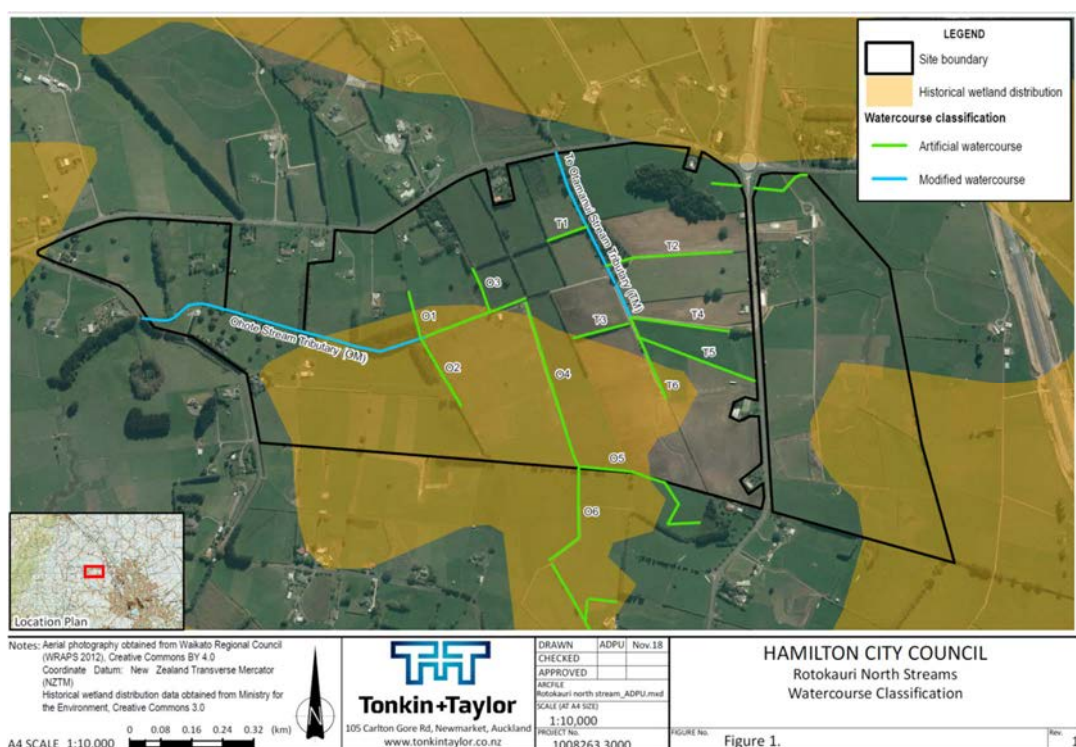 LEGEND
Site boundary
Historical wetland distribution
Watercourse classification
Artificial watercourse
Modified watercourse
Te Otamanui Stream Tributary (TM)
T1
T2
O3
T4
T3
O1
Ohote Stream Tributary (OM)
T5
O2
O4
T6
O5
O6
Location Plan
Notes: Aerial photography obtained from Waikato Regional Council
(WRAPS 2012), Creative Commons BY 4.0
Coordinate Datum: New Zealand Transverse Mercator
(NZTM)
Historical wetland distribution data obtained from Ministry for
the Environment, Creative Commons 3.0
0 0.08 0.16 0.24 0.32 (km)
A4 SCALE 1:10,000
N
T+T
Tonkin+Taylor
105 Carlton Gore Rd, Newmarket, Auckland
www.tonkintaylor.co.nz
DRAWN ADPU Nov.18
CHECKED
APPROVED
ARCFILE
Rotokauri north stream_ADPU.mxd
SCALE (AT A4 SIZE)
1:10,000
PROJECT No.
1008263.3000
HAMILTON CITY COUNCIL
Rotokauri North Streams
Watercourse Classification
FIGURE No. Figure 1.
Rev. 1